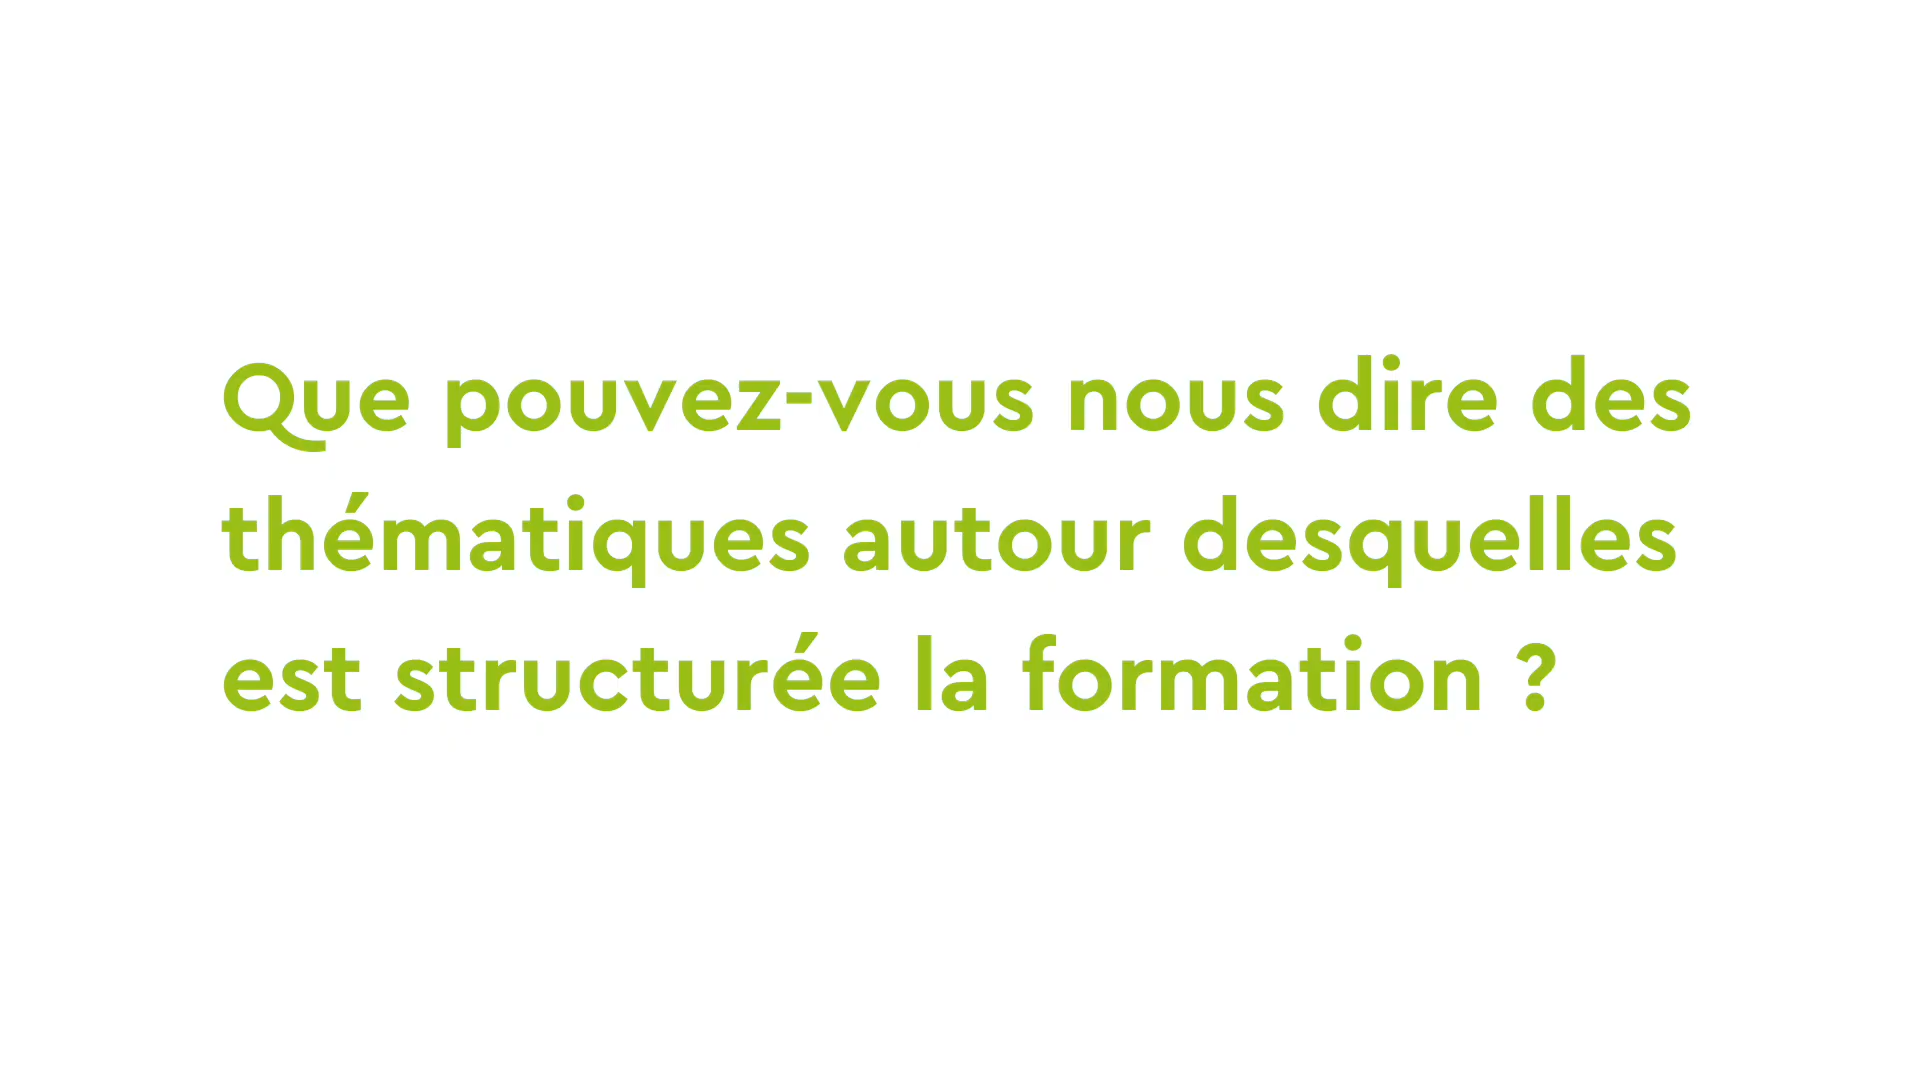 Que pouvez-vous nous dire des
thématiques autour desquelles
est structurée la formation ?